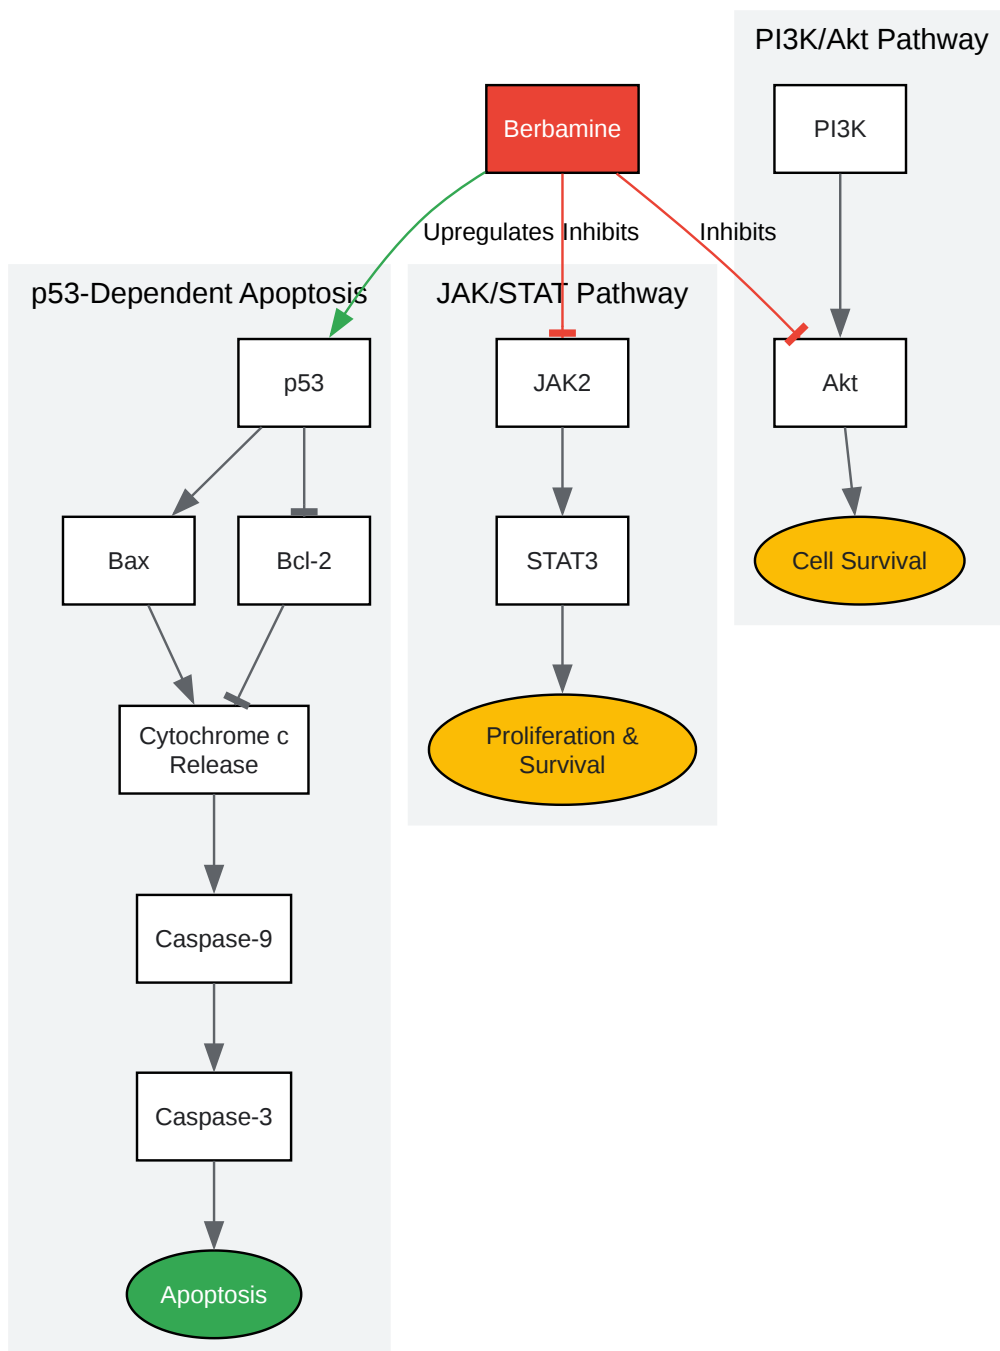 PI3K/Akt Pathway
Berbamine
PI3K
Upregulates
Inhibits
Inhibits
p53-Dependent Apoptosis
JAK/STAT Pathway
p53
JAK2
Akt
Bax
Bcl-2
STAT3
Cell Survival
Cytochrome c
Release
Proliferation &
Survival
Caspase-9
Caspase-3
Apoptosis